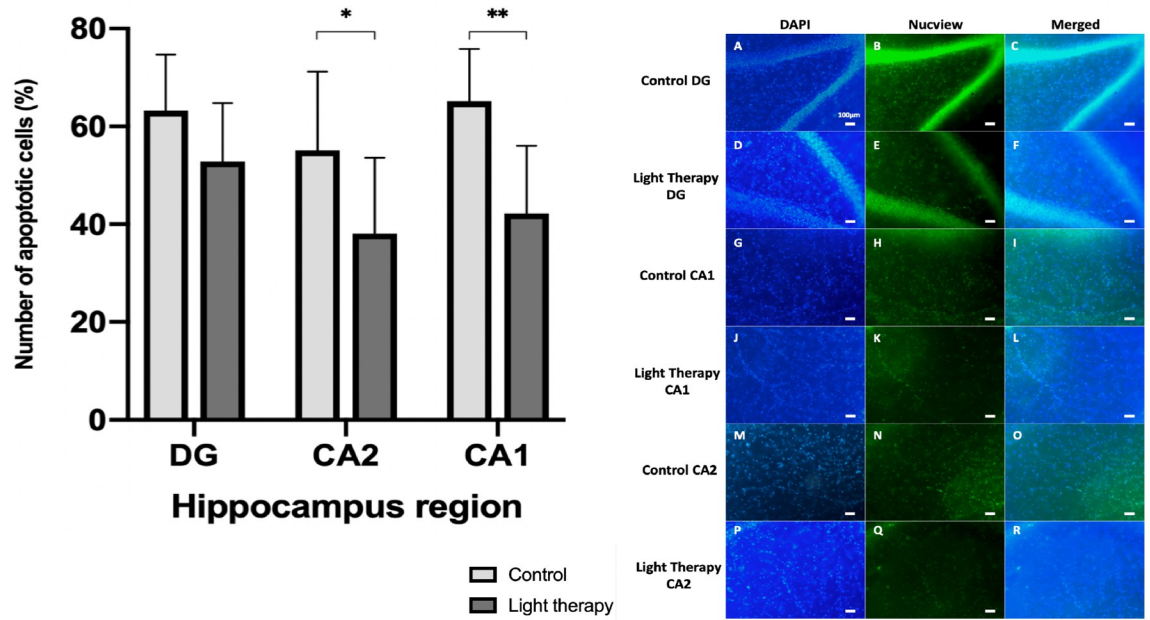 80
60
40
20
0
Number of apoptotic cells (%)
*
**
DG
CA2
CA1
Hippocampus region
Control
Light therapy
DAPI
Nucview
Merged
Control DG
A
B
C
100µm
Light Therapy
DG
D
E
F
Control CA1
G
H
I
Light Therapy
CA1
J
K
L
Control CA2
M
N
O
Light Therapy
CA2
P
Q
R